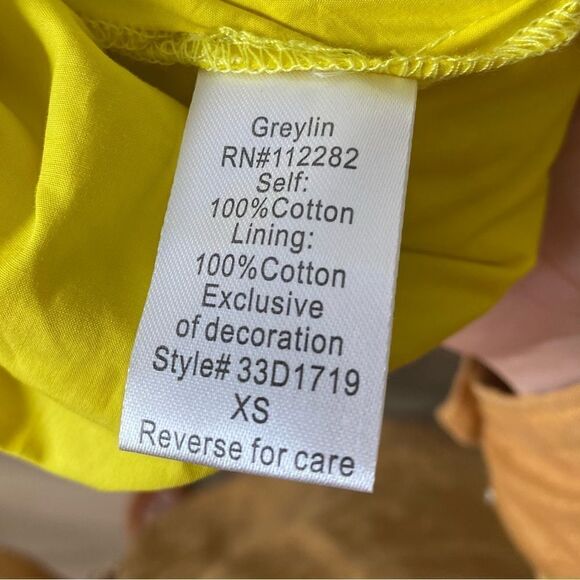 Greylin
RN#112282
Self:
100%Cotton
Lining:
100%Cotton
Exclusive
of decoration
Style# 33D1719
XS
Reverse for care